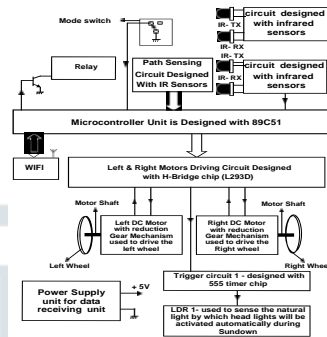 Mode switch
circuit designed
with infrared
sensors
IR- TX
IR- RX
IR- TX
IR- RX
circuit designed
with infrared
sensors
Relay
Path Sensing
Circuit Designed
With IR Sensors
Microcontroller Unit is Designed with 89C51
WIFI
Left & Right Motors Driving Circuit Designed
with H-Bridge chip (L293D)
Motor Shaft
Motor Shaft
Left DC Motor
with reduction
Gear Mechanism
used to drive the
left wheel
Right DC Motor
with reduction
Gear Mechanism
used to drive the
Right wheel
Left Wheel
Right Wheel
Trigger circuit 1 - designed with
555 timer chip
Power Supply
unit for data
receiving unit
+ 5V
LDR 1- used to sense the natural
light by which head lights will be
activated automatically during
Sundown